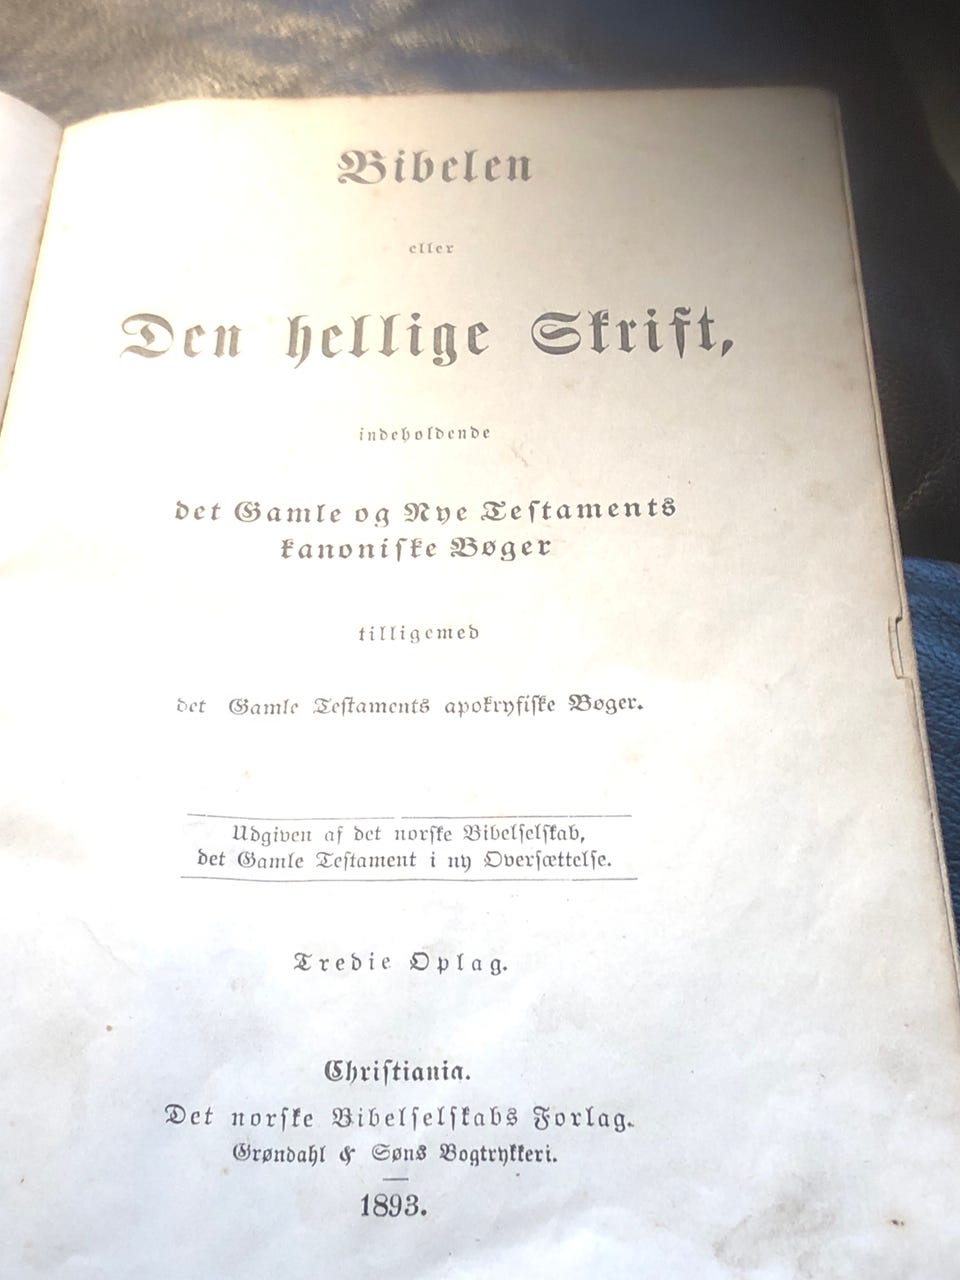 Bibelen
eller
Den hellige Skrift,
indeholdende
det Gamle og Nye Testaments
kanoniske Bøger
tilligemed
det Gamle Testaments apokryfiske Bøger.
Udgiven af det norske Bibelselskab,
det Gamle Testament i ny Oversættelse.
Tredie Oplag.
Christiania.
Det norske Bibelselskabs Forlag.
Grøndahl & Søns Bogtrykkeri.
1893.